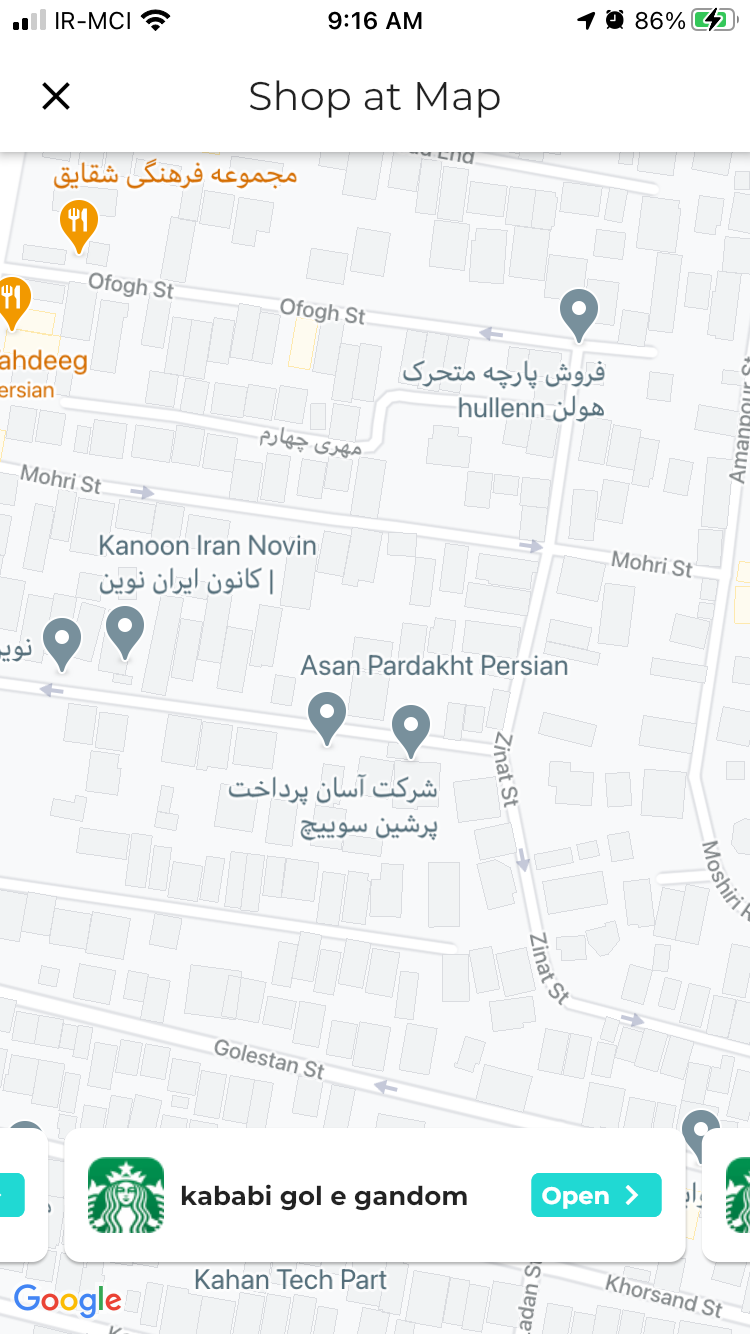 IR-MCI
9:16 AM
86%
Shop at Map
مجموعه فرهنگی شقایق
Ofogh St
Ofogh St
ahdeeg
ersian
فروش پارچه متحرک
هولن hullenn
مهری چهارم
Mohri St
Amanpour St
Mohri St
Kanoon Iran Novin
| کانون ایران نوین
Asan Pardakht Persian
Zinat St
شرکت آسان پرداخت
پرشین سوییچ
Moshiri
Zinat St
Golestan St
kababi gol e gandom
Open
Kahan Tech Part
Google
Khorsand St